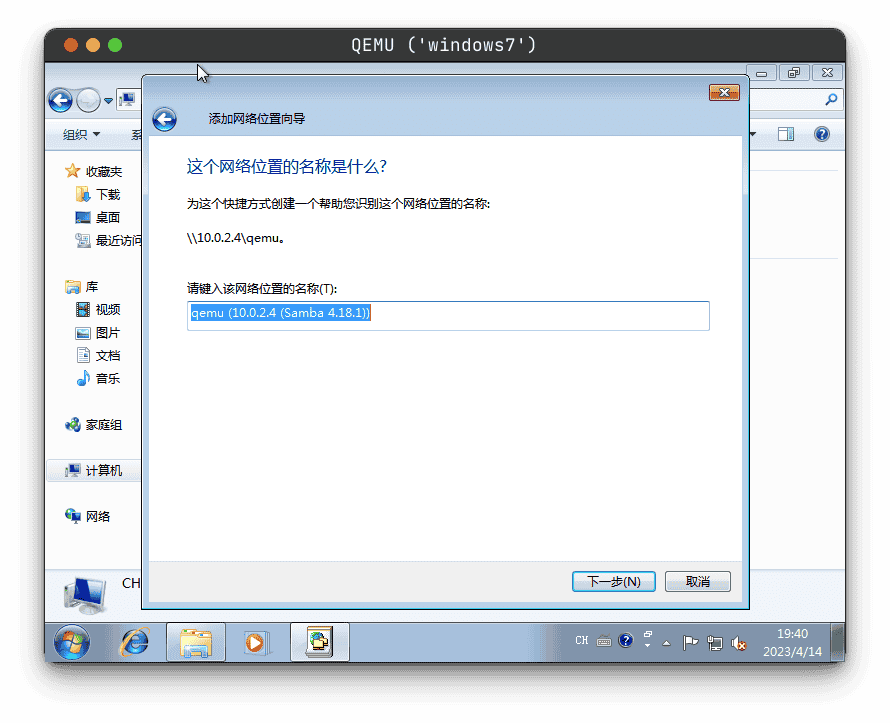 QEMU ('windows7')
添加网络位置向导
组织
系
这个网络位置的名称是什么?
为这个快捷方式创建一个帮助您识别这个网络位置的名称:
\\10.0.2.4\qemu。
请键入该网络位置的名称(T):
qemu (10.0.2.4 (Samba 4.18.1))
收藏夹
下载
桌面
最近访问
库
视频
图片
文档
音乐
家庭组
计算机
网络
CH
下一步(N)
取消
CH
19:40
2023/4/14